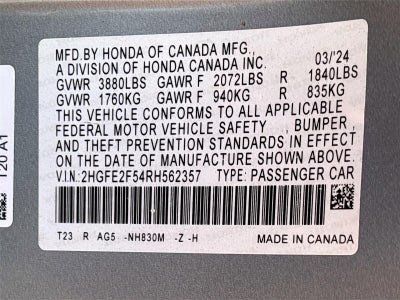 MFD.BY HONDA OF CANADA MFG.,
A DIVISION OF HONDA CANADA INC. 03/'24
GVWR 3880LBS GAWR F 2072LBS R 1840LBS
GVWR 1760KG GAWR F 940KG R 835KG
THIS VEHICLE CONFORMS TO ALL APPLICABLE
FEDERAL MOTOR VEHICLE SAFETY , BUMPER ,
AND THEFT PREVENTION STANDARDS IN EFFECT
ON THE DATE OF MANUFACTURE SHOWN ABOVE.
V.I.N.:2HGFE2F54RH562357 TYPE:PASSENGER CAR
T23 R AG5 -NH830M -Z -H MADE IN CANADA
T20 A1